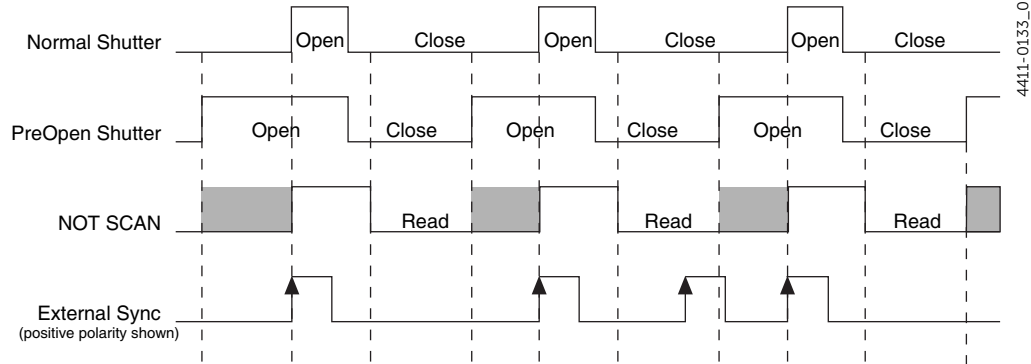 4411-0133_0
Normal Shutter Open Close Open Close Open Close
PreOpen Shutter Open Close Open Close Open Close
NOT SCAN Read Read Read
External Sync
(positive polarity shown)